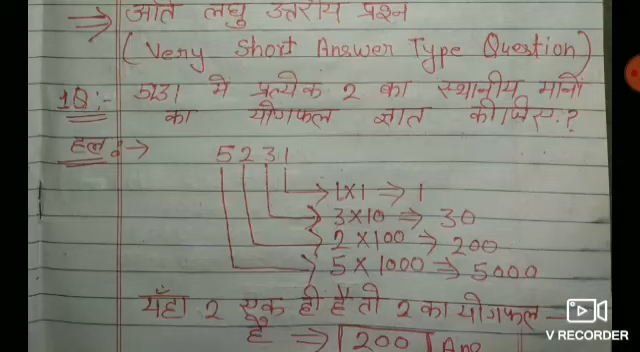 ⇒ अति लघु उत्तरीय प्रश्न
(Very Short Answer Type Question)
1Q:- 5231 में प्रत्येक 2 का स्थानीय मानों
का योगफल ज्ञात कीजिए.?
हल:→ 5231
1×1 ⇒ 1
3×10 ⇒ 30
2×100 ⇒ 200
5×1000 ⇒ 5000
यँहा 2 एक ही है तो 2 का योगफल —
है ⇒ 200 Ans
V RECORDER